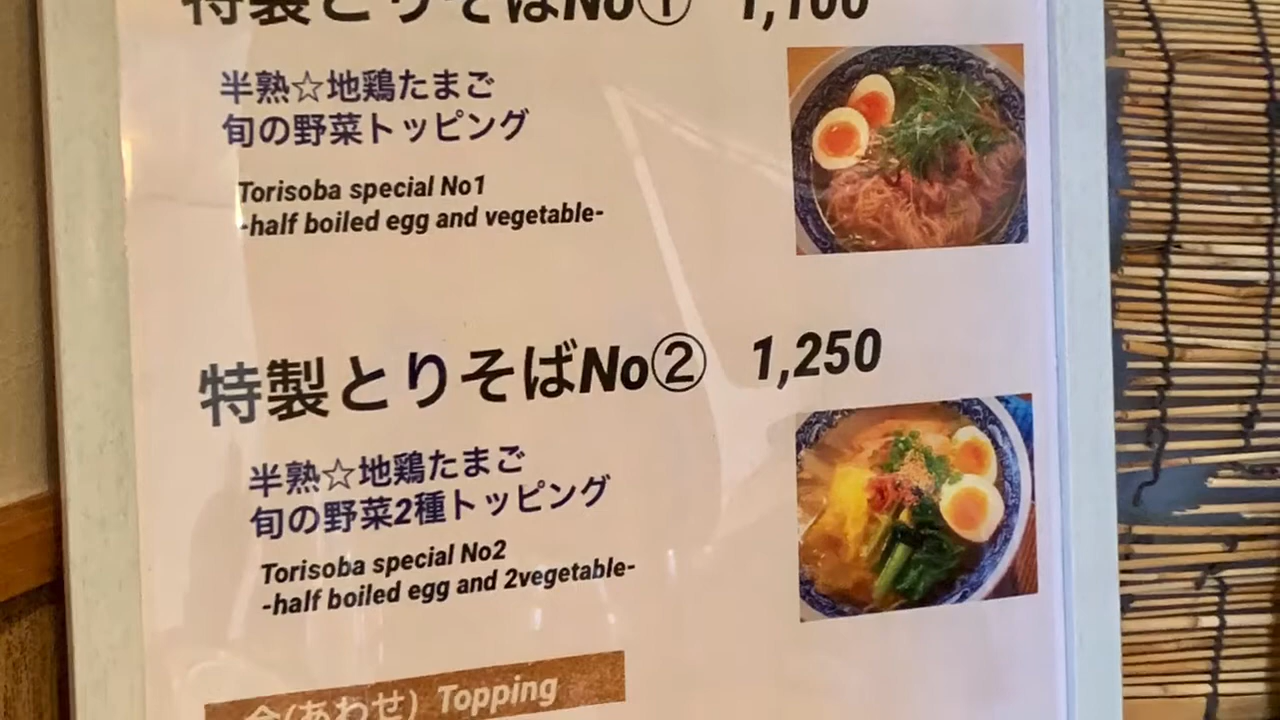 特製とりそばNo① 1,100
半熟☆地鶏たまご
旬の野菜トッピング
Torisoba special No1
-half boiled egg and vegetable-
特製とりそばNo② 1,250
半熟☆地鶏たまご
旬の野菜2種トッピング
Torisoba special No2
-half boiled egg and 2vegetable-
合(あわせ) Topping